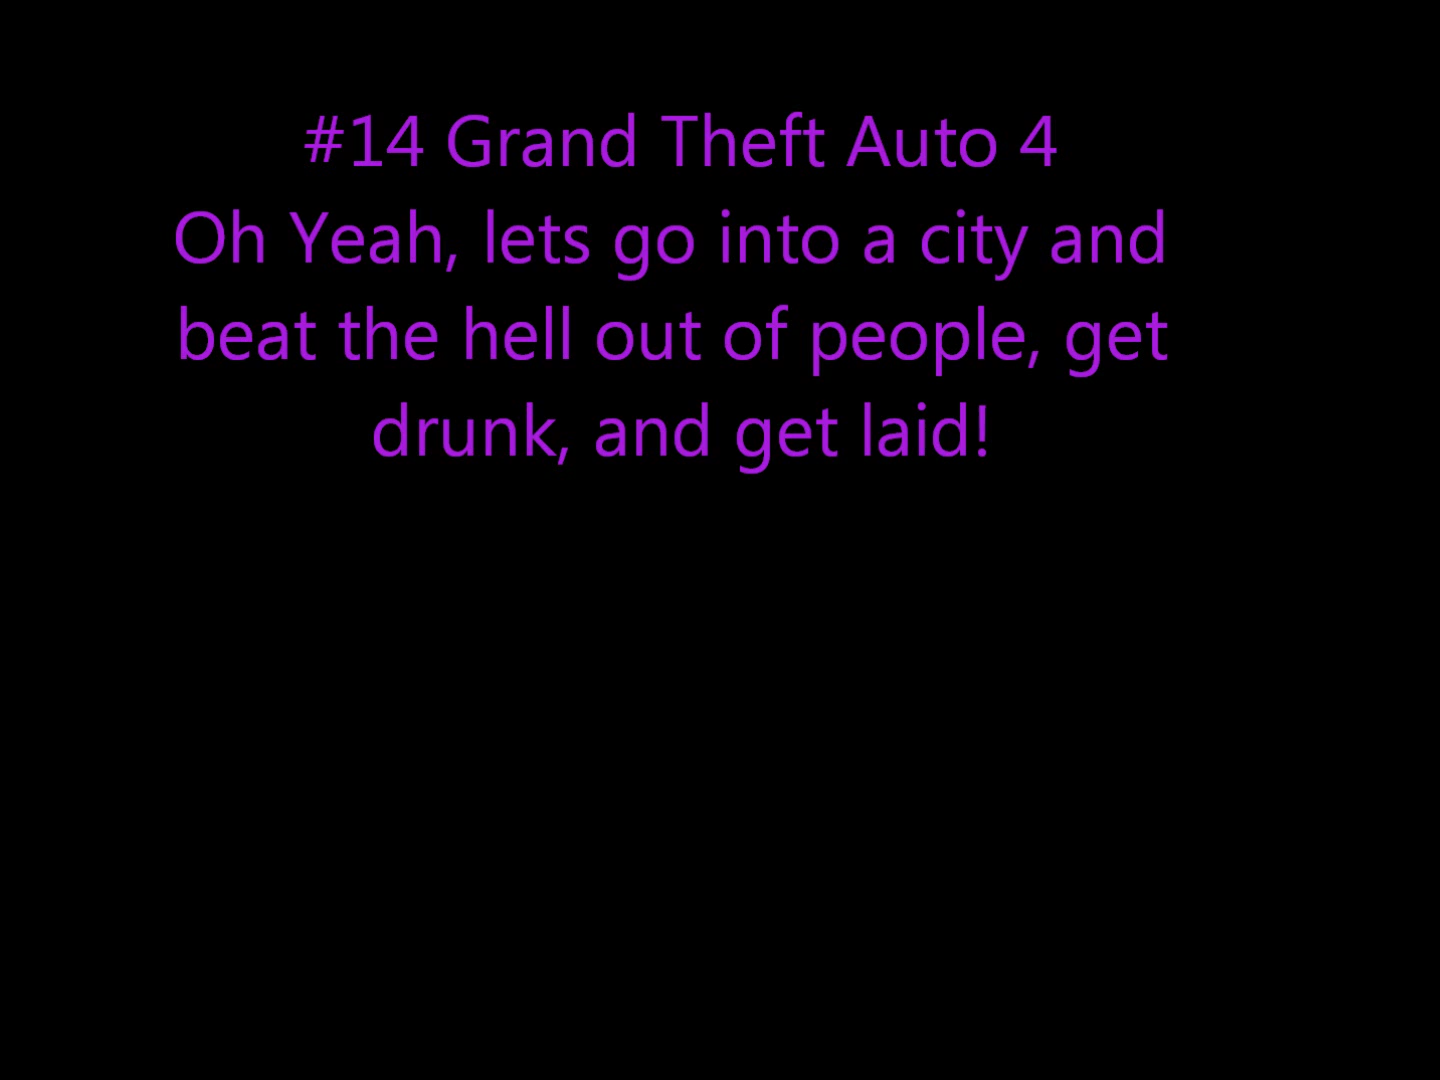 #14 Grand Theft Auto 4
Oh Yeah, lets go into a city and
beat the hell out of people, get
drunk, and get laid!